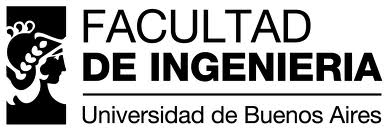 FACULTAD
DE INGENIERIA
Universidad de Buenos Aires